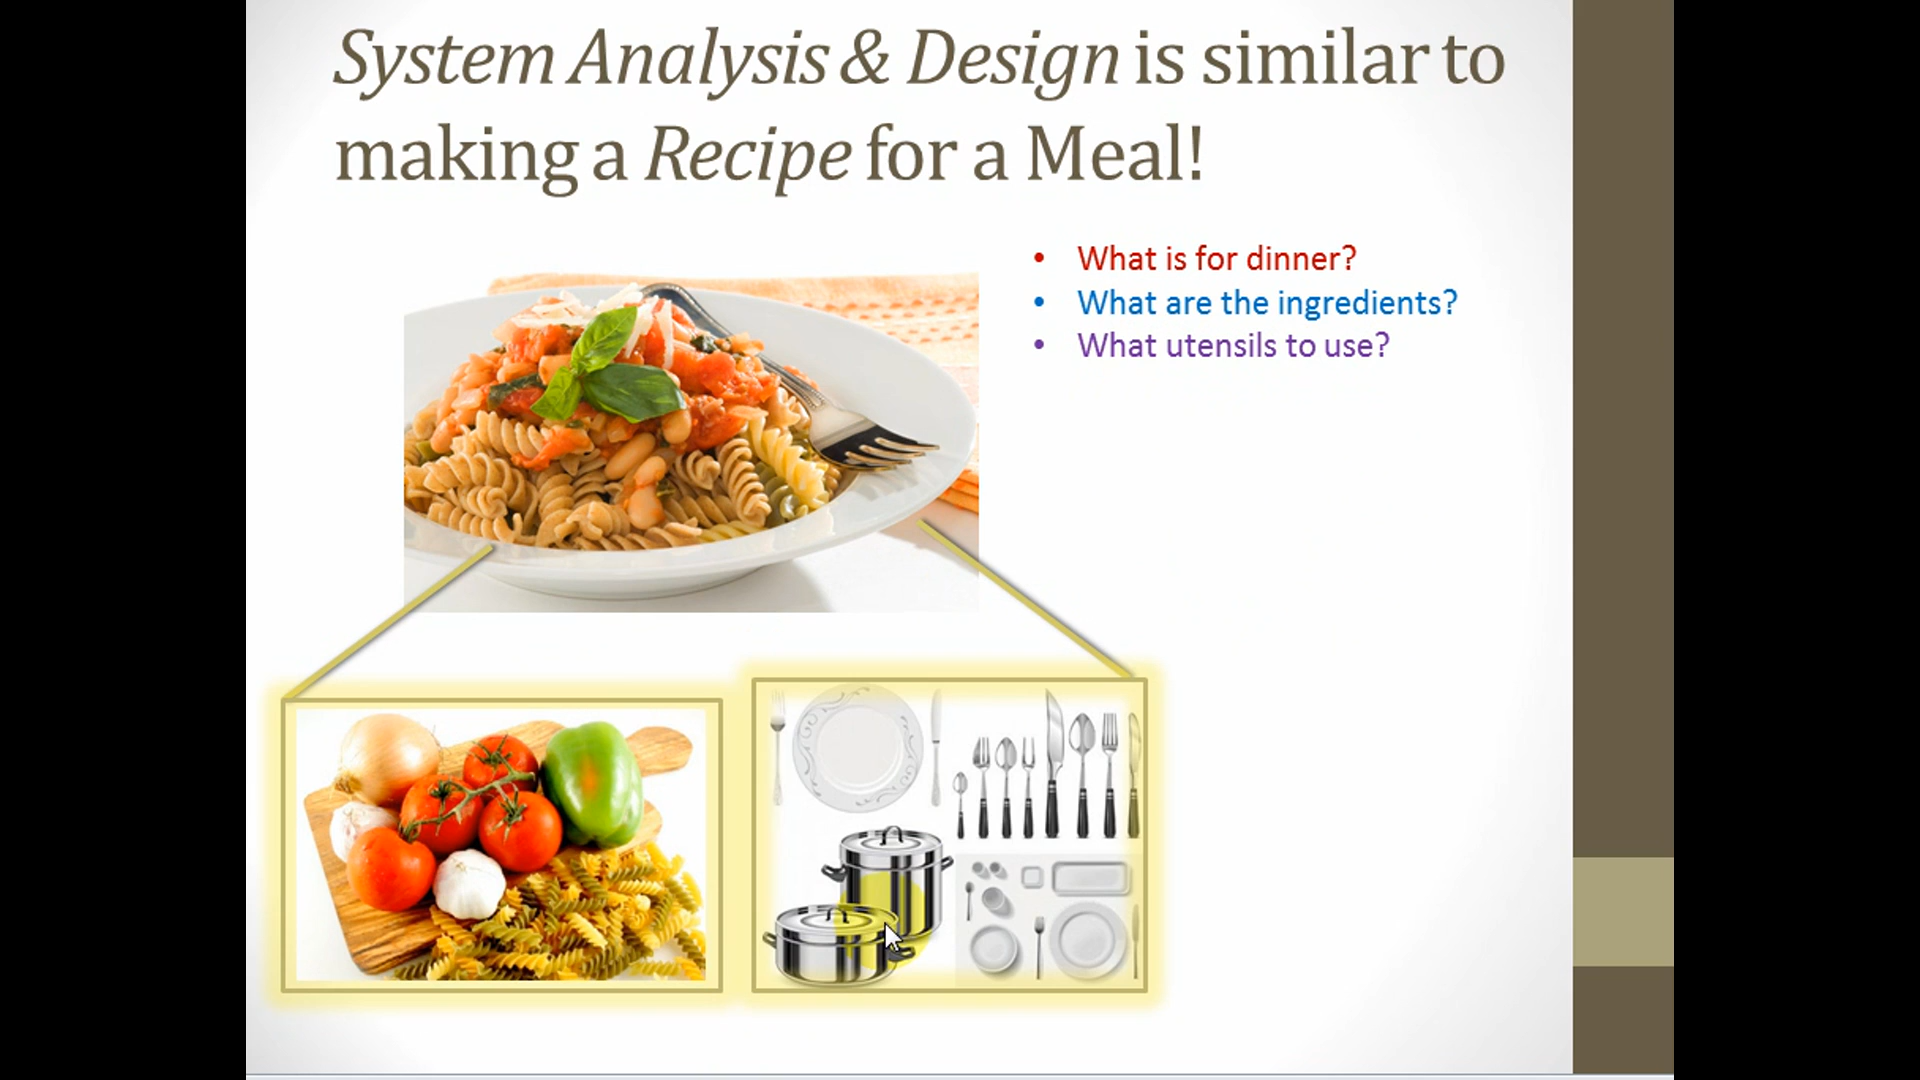 System Analysis & Design is similar to
making a Recipe for a Meal!
• What is for dinner?
• What are the ingredients?
• What utensils to use?